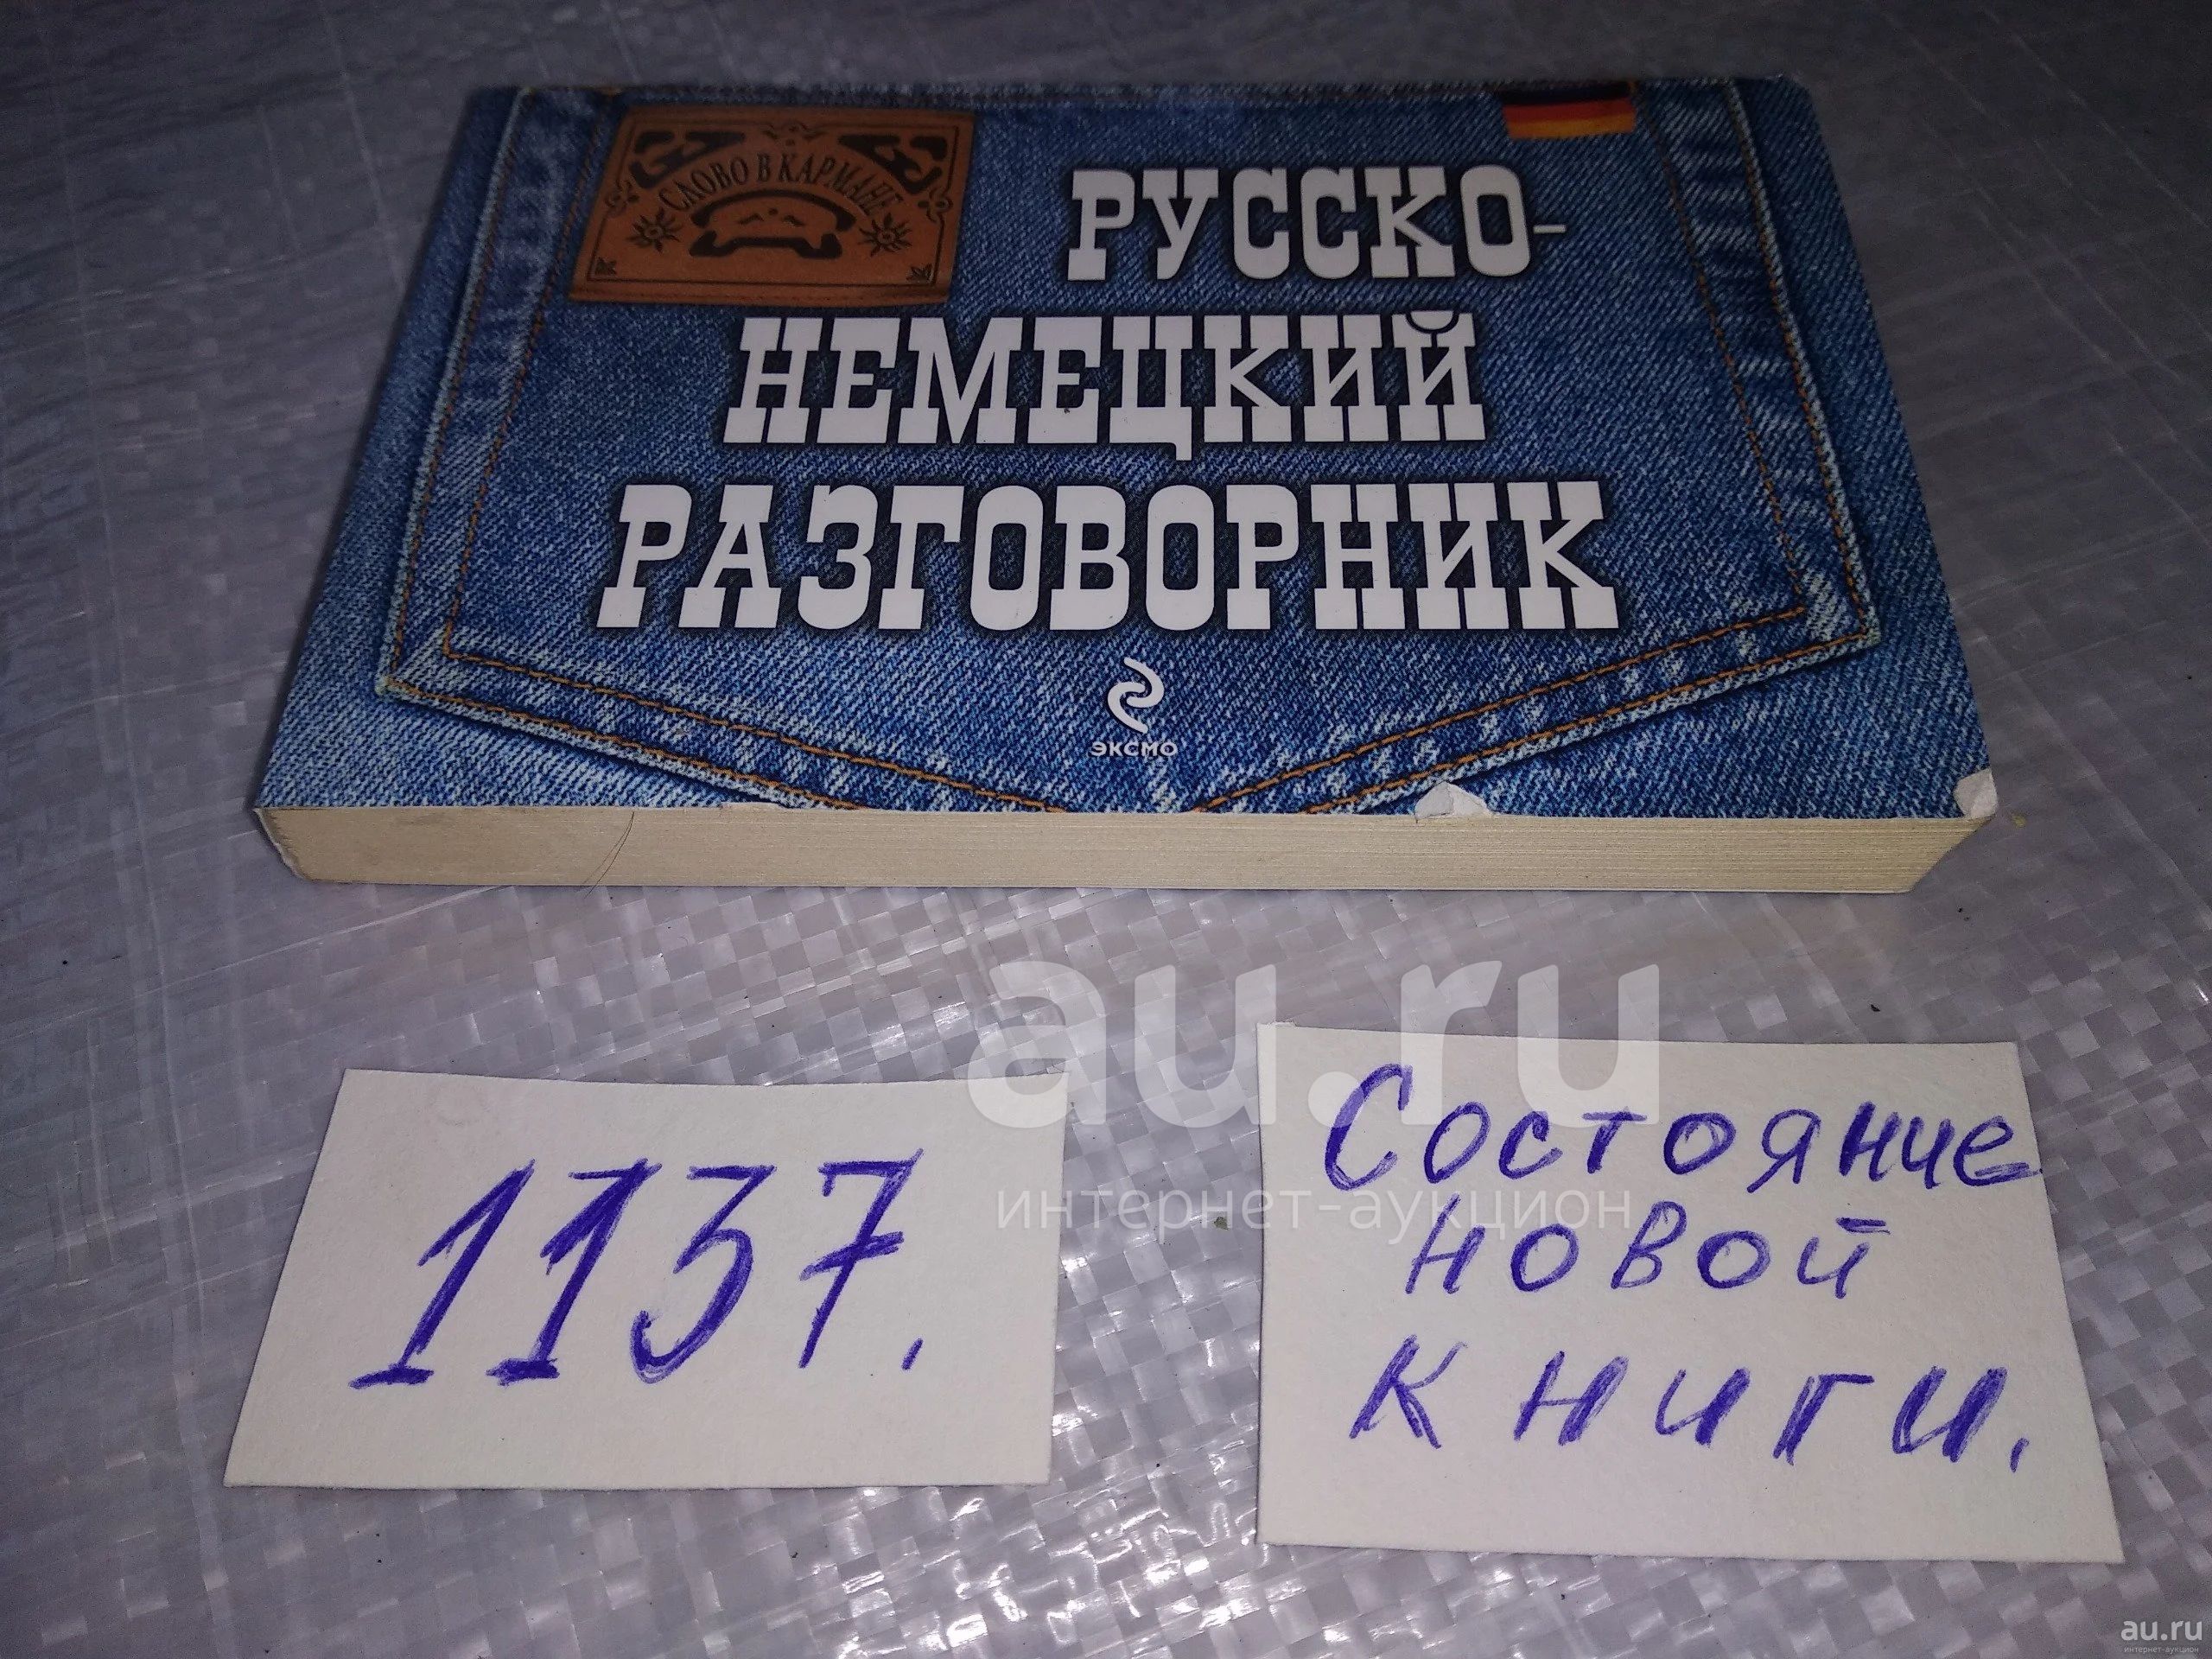 СЛОВО В КАРМАНЕ
РУССКО-
НЕМЕЦКИЙ
РАЗГОВОРНИК
ЭКСМО
au.ru
интернет-аукцион
1137.
Состояние
новой
книги.
au.ru
интернет-аукцион